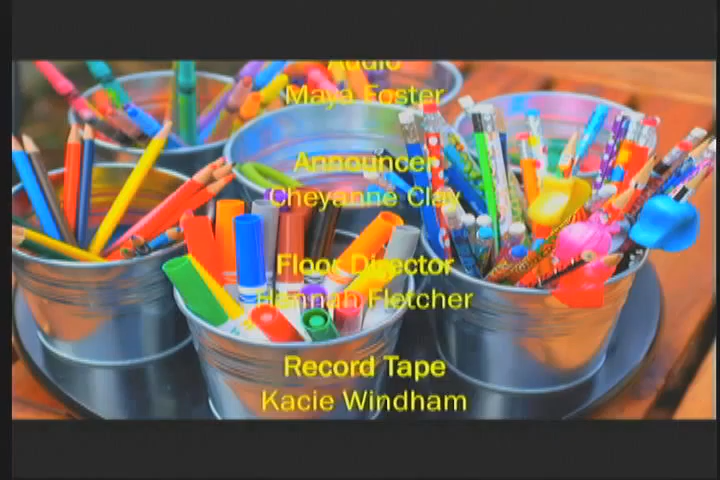 Audio
Maya Foster
Announcer
Cheyanne Clay
Floor Director
Hannah Fletcher
Record Tape
Kacie Windham